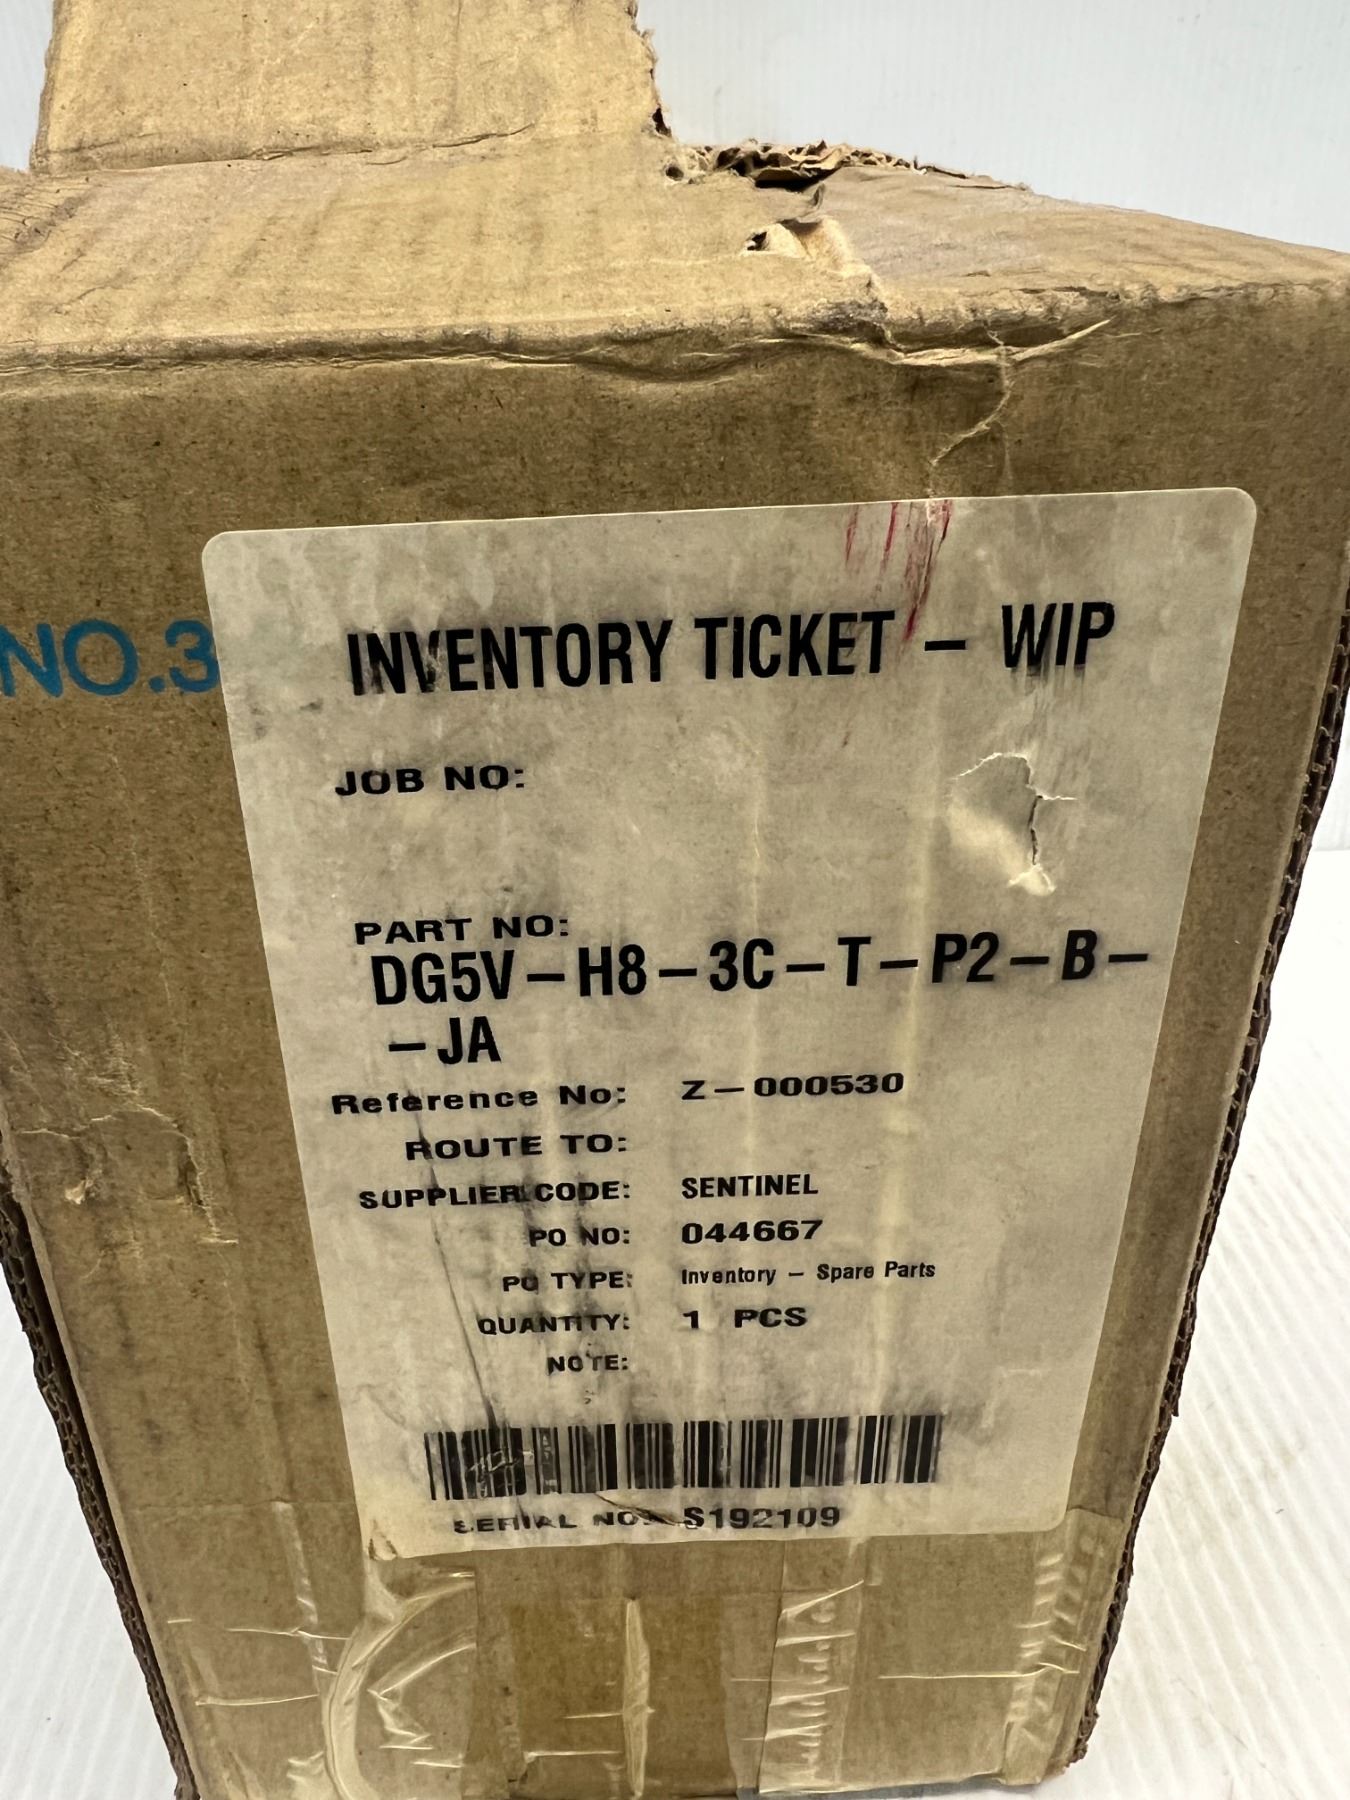 NO.3
INVENTORY TICKET - WIP
JOB NO:
PART NO:
DG5V-H8-3C-T-P2-B-
-JA
Reference No: Z-000530
ROUTE TO:
SUPPLIER CODE: SENTINEL
PO NO: 044667
PO TYPE: Inventory - Spare Parts
QUANTITY: 1 PCS
NOTE:
SERIAL NO: S192109